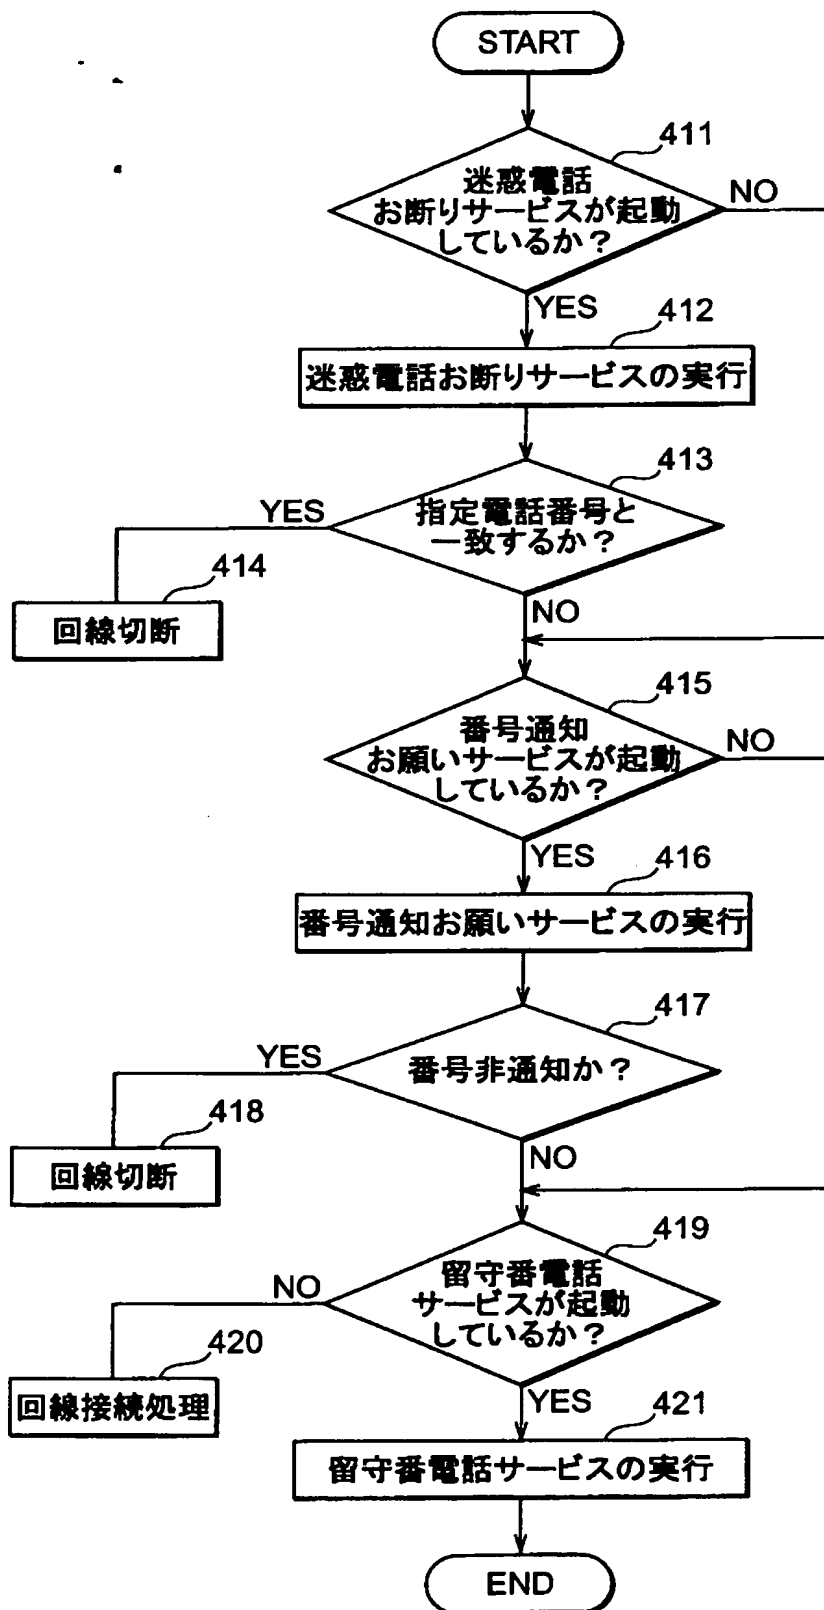 START
411
迷惑電話
お断りサービスが起動
しているか？
NO
YES
412
迷惑電話お断りサービスの実行
413
YES
指定電話番号と
一致するか？
414
回線切断
NO
415
番号通知
お願いサービスが起動
しているか？
NO
YES
416
番号通知お願いサービスの実行
417
YES
番号非通知か？
418
回線切断
NO
419
留守番電話
サービスが起動
しているか？
NO
420
回線接続処理
YES
421
留守番電話サービスの実行
END